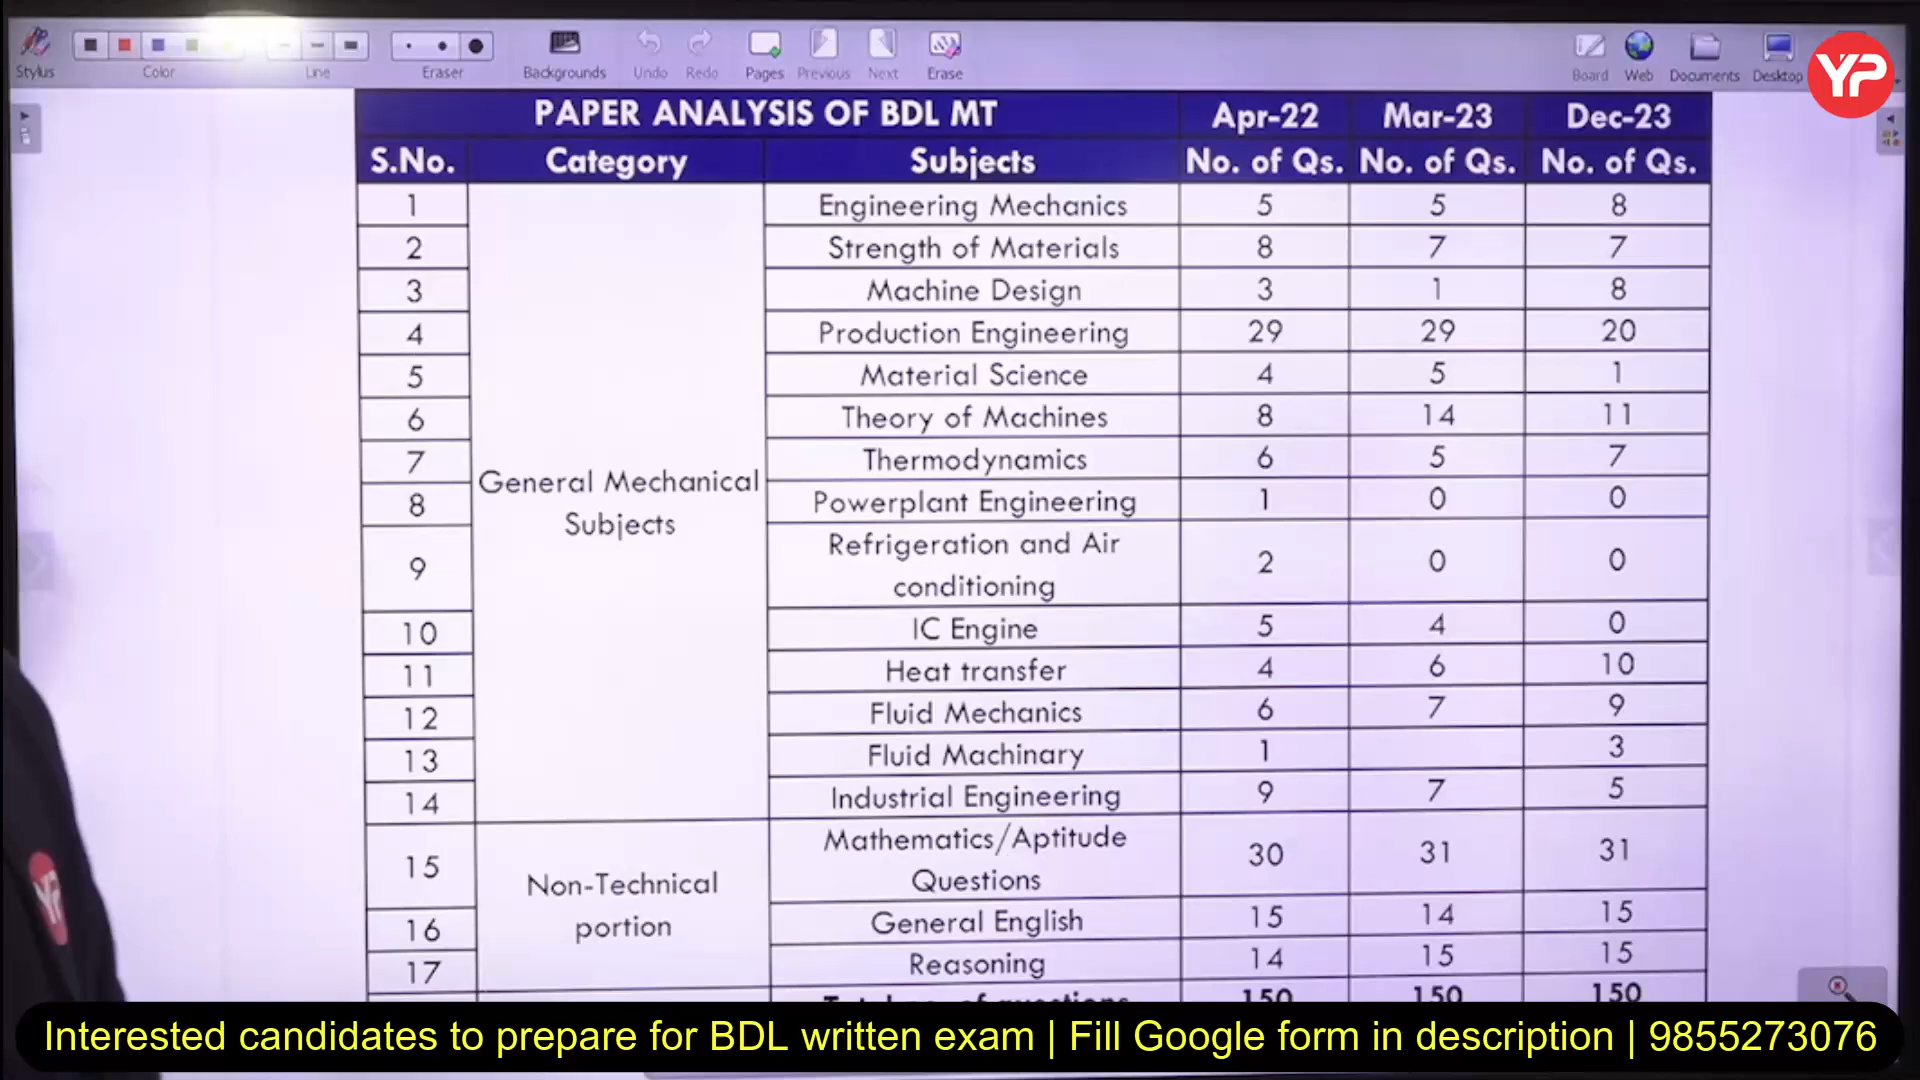 Stylus
Color
Line
Eraser
Backgrounds
Undo
Redo
Pages
Previous
Next
Erase
Board
Web
Documents
Desktop
YP
PAPER ANALYSIS OF BDL MT Apr-22 Mar-23 Dec-23
S.No. Category Subjects No. of Qs. No. of Qs. No. of Qs.
1 Engineering Mechanics 5 5 8
2 Strength of Materials 8 7 7
3 Machine Design 3 1 8
4 Production Engineering 29 29 20
5 Material Science 4 5 1
6 Theory of Machines 8 14 11
7 Thermodynamics 6 5 7
General Mechanical
Subjects
8 Powerplant Engineering 1 0 0
9 Refrigeration and Air
conditioning 2 0 0
10 IC Engine 5 4 0
11 Heat transfer 4 6 10
12 Fluid Mechanics 6 7 9
13 Fluid Machinary 1 3
14 Industrial Engineering 9 7 5
15 Mathematics/Aptitude
Questions 30 31 31
Non-Technical
portion
16 General English 15 14 15
17 Reasoning 14 15 15
150 150 150
YP
Interested candidates to prepare for BDL written exam | Fill Google form in description | 9855273076